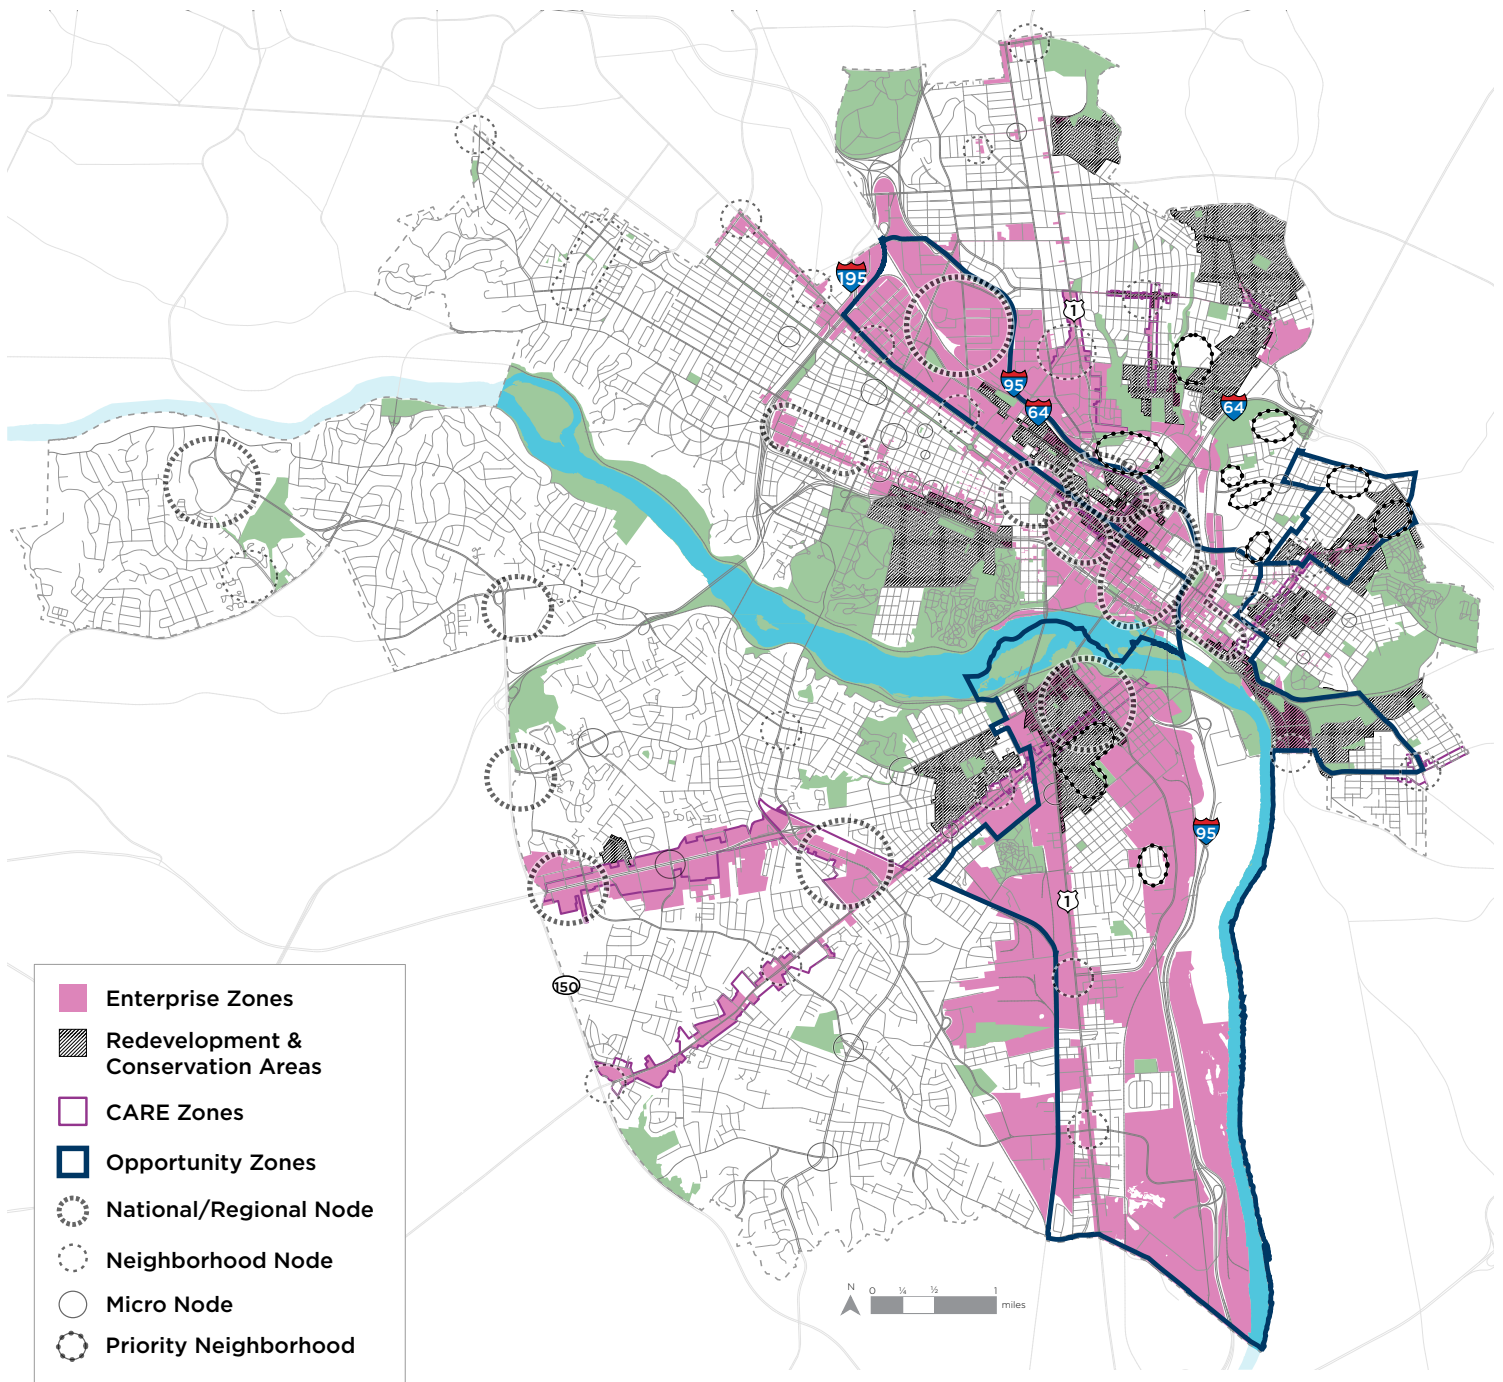 195
1
95
64
64
95
1
150
Enterprise Zones
Redevelopment &
Conservation Areas
CARE Zones
Opportunity Zones
National/Regional Node
Neighborhood Node
Micro Node
Priority Neighborhood
N
0 ¼ ½ 1
miles